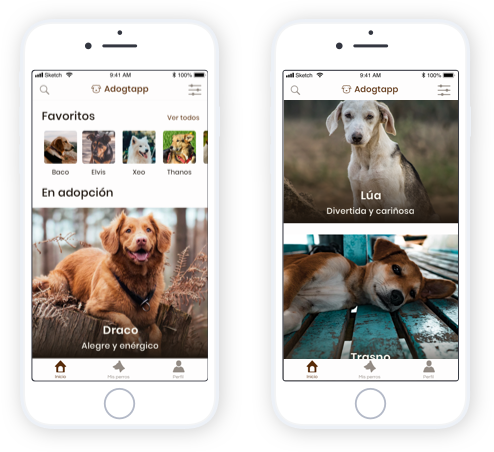 Sketch 9:41 AM 100%
Adogtapp
Favoritos Ver todos
Baco Elvis Xeo Thanos
En adopción
Draco
Alegre y enérgico
Inicio Mis perros Perfil
Sketch 9:41 AM 100%
Adogtapp
Lúa
Divertida y cariñosa
Trasno
Inicio Mis perros Perfil